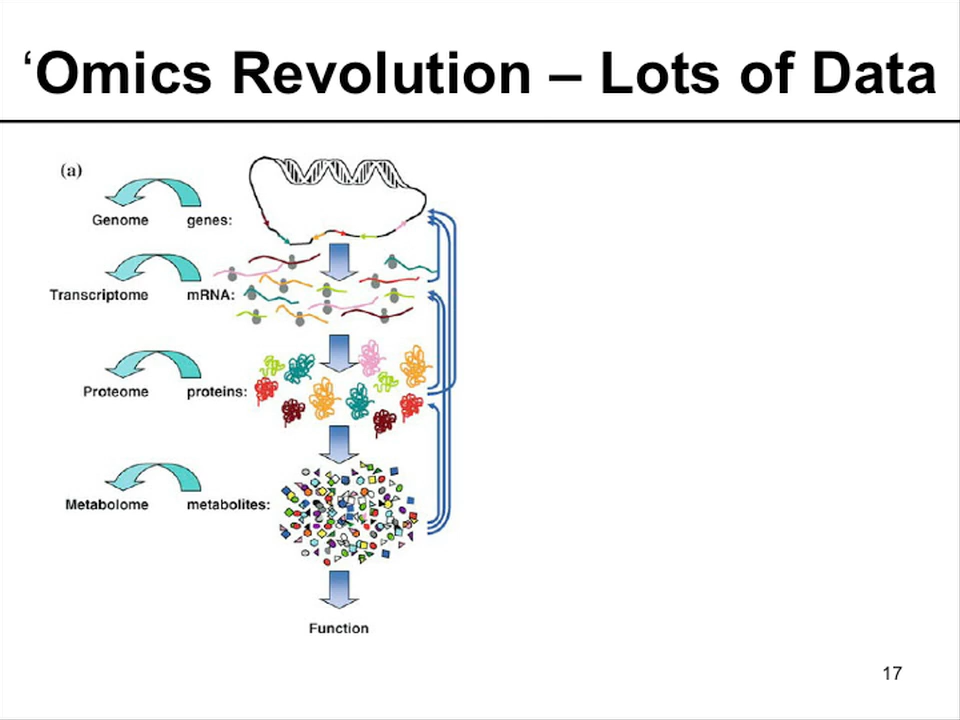 ‘Omics Revolution – Lots of Data
(a)
Genome genes:
Transcriptome mRNA:
Proteome proteins:
Metabolome metabolites:
Function
17